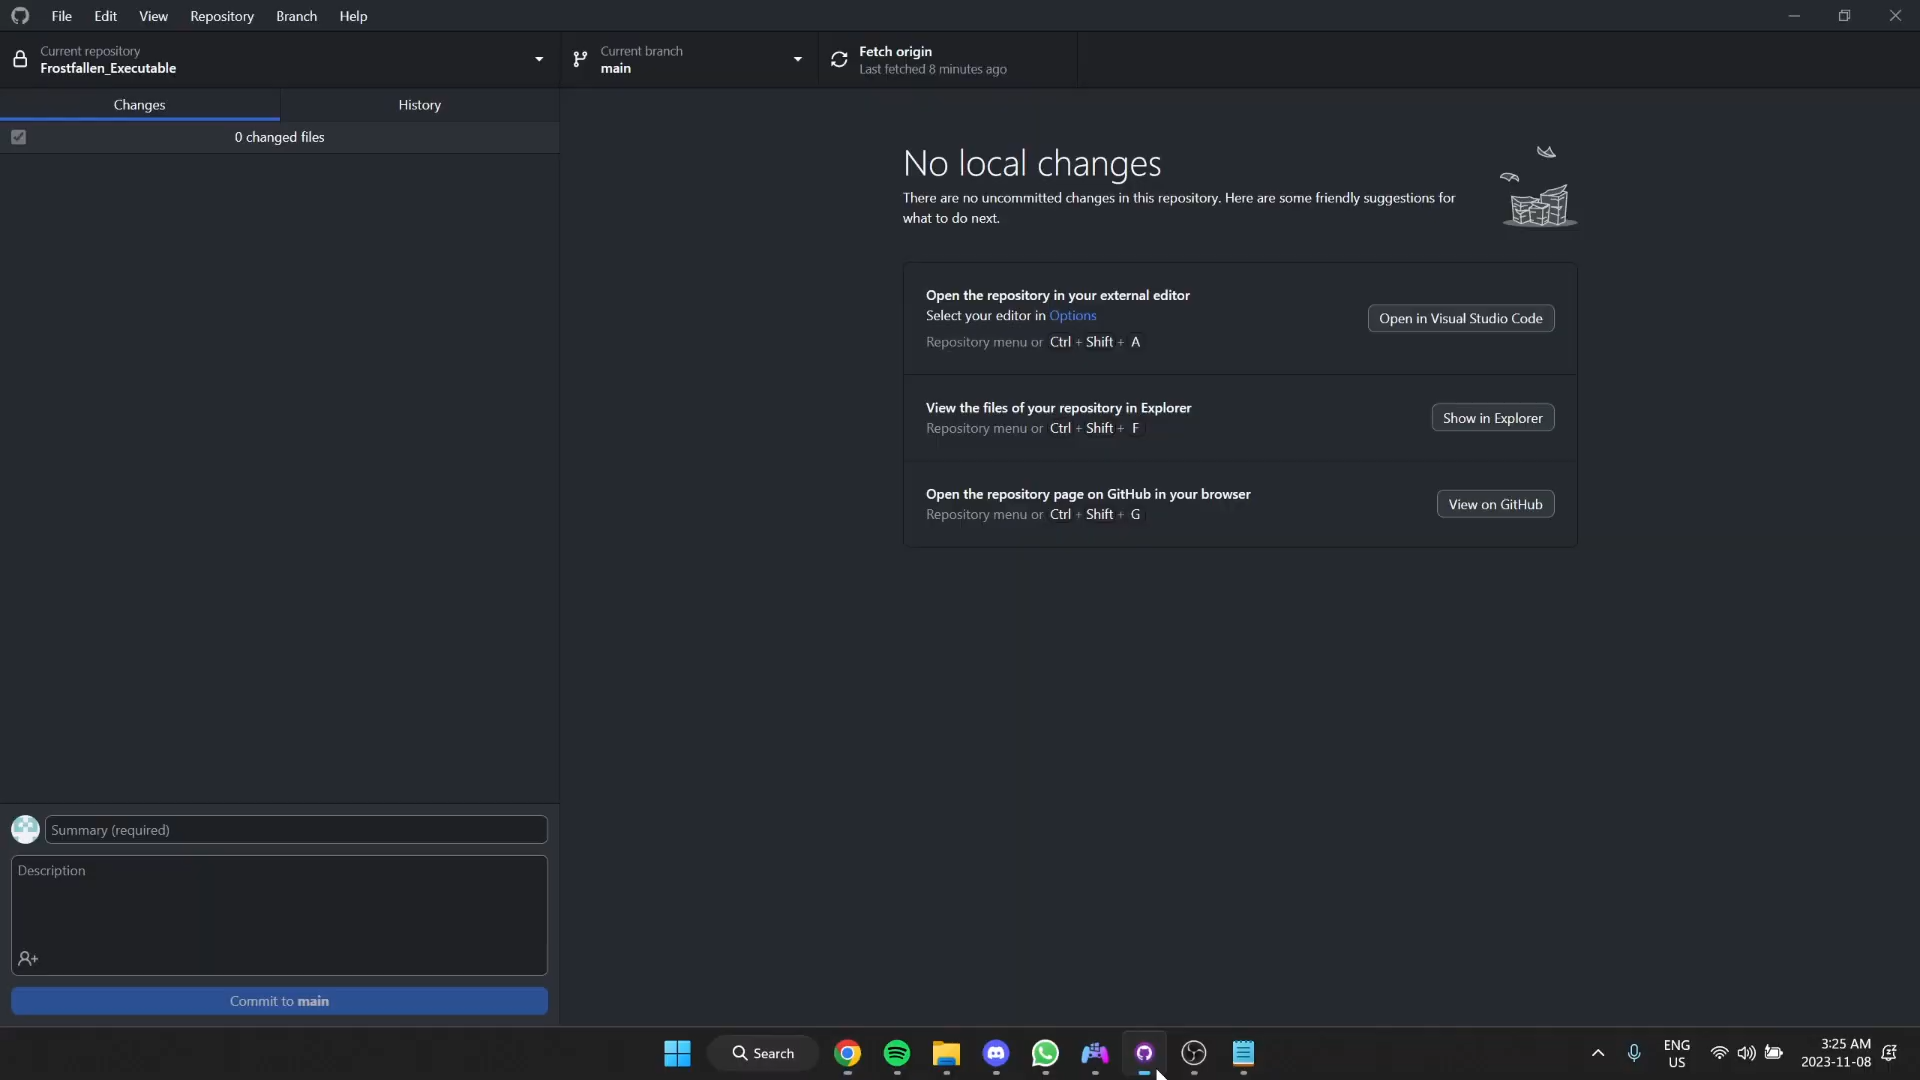 File Edit View Repository Branch Help
Current repository
Frostfallen_Executable
Current branch
main
Fetch origin
Last fetched 8 minutes ago
Changes
History
0 changed files
No local changes
There are no uncommitted changes in this repository. Here are some friendly suggestions for
what to do next.
Open the repository in your external editor
Select your editor in Options
Repository menu or Ctrl + Shift + A
Open in Visual Studio Code
View the files of your repository in Explorer
Repository menu or Ctrl + Shift + F
Show in Explorer
Open the repository page on GitHub in your browser
Repository menu or Ctrl + Shift + G
View on GitHub
Summary (required)
Description
Commit to main
Search
ENG
US
3:25 AM
2023-11-08